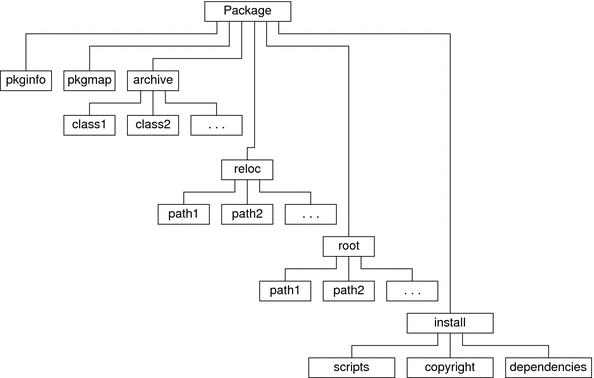 Package
pkginfo
pkgmap
archive
class1
class2
. . .
reloc
path1
path2
. . .
root
path1
path2
. . .
install
scripts
copyright
dependencies